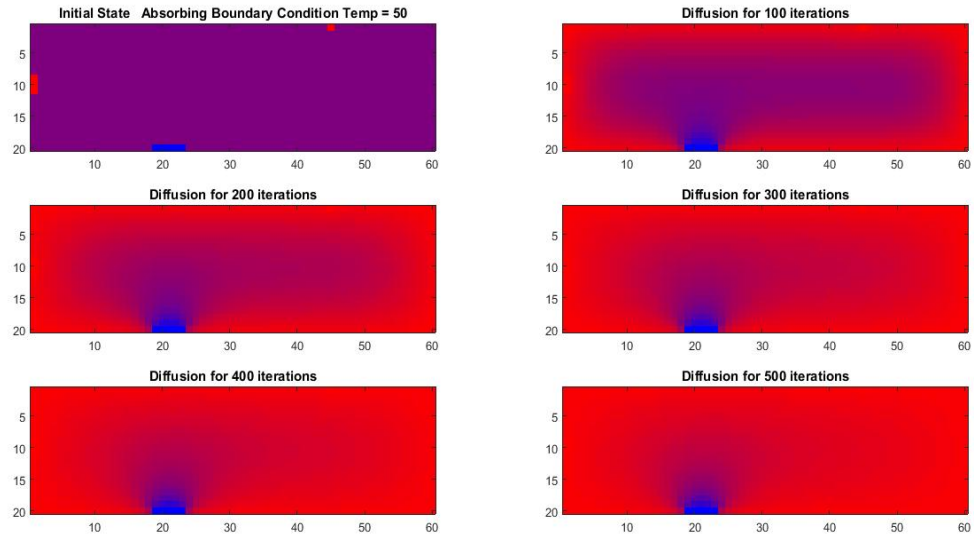 Initial State   Absorbing Boundary Condition Temp = 50
5
10
15
20
10 20 30 40 50 60
Diffusion for 100 iterations
5
10
15
20
10 20 30 40 50 60
Diffusion for 200 iterations
5
10
15
20
10 20 30 40 50 60
Diffusion for 300 iterations
5
10
15
20
10 20 30 40 50 60
Diffusion for 400 iterations
5
10
15
20
10 20 30 40 50 60
Diffusion for 500 iterations
5
10
15
20
10 20 30 40 50 60